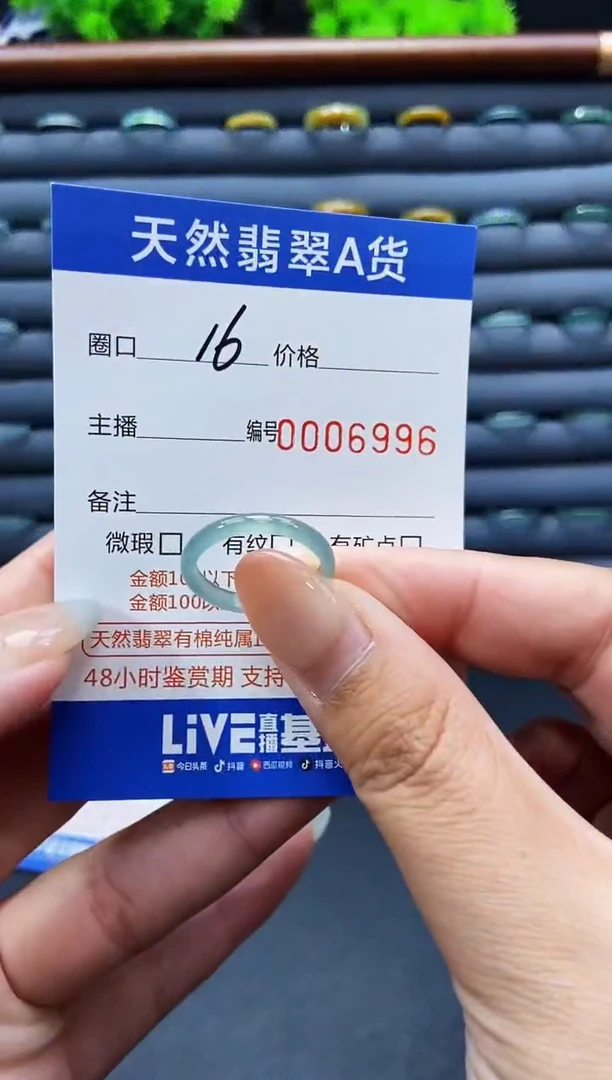 天然翡翠A货
圈口 16 价格
主播 编号0006996
备注
微瑕 有纹 有矿点
金额10 以下
金额100以
天然翡翠有棉纯属正
48小时鉴赏期 支持
LiVE直播基
今日头条 抖音 西瓜视频 抖音火